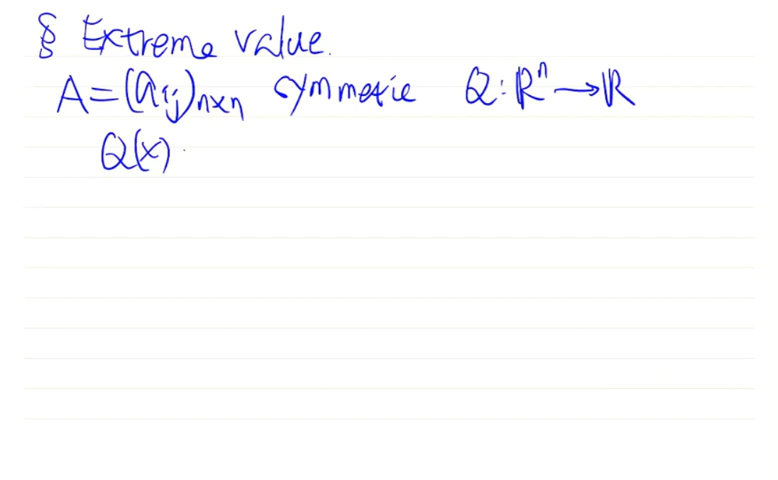 § Extreme value.
A = (aij)n×n symmetric Q: ℝⁿ → ℝ
Q(x)